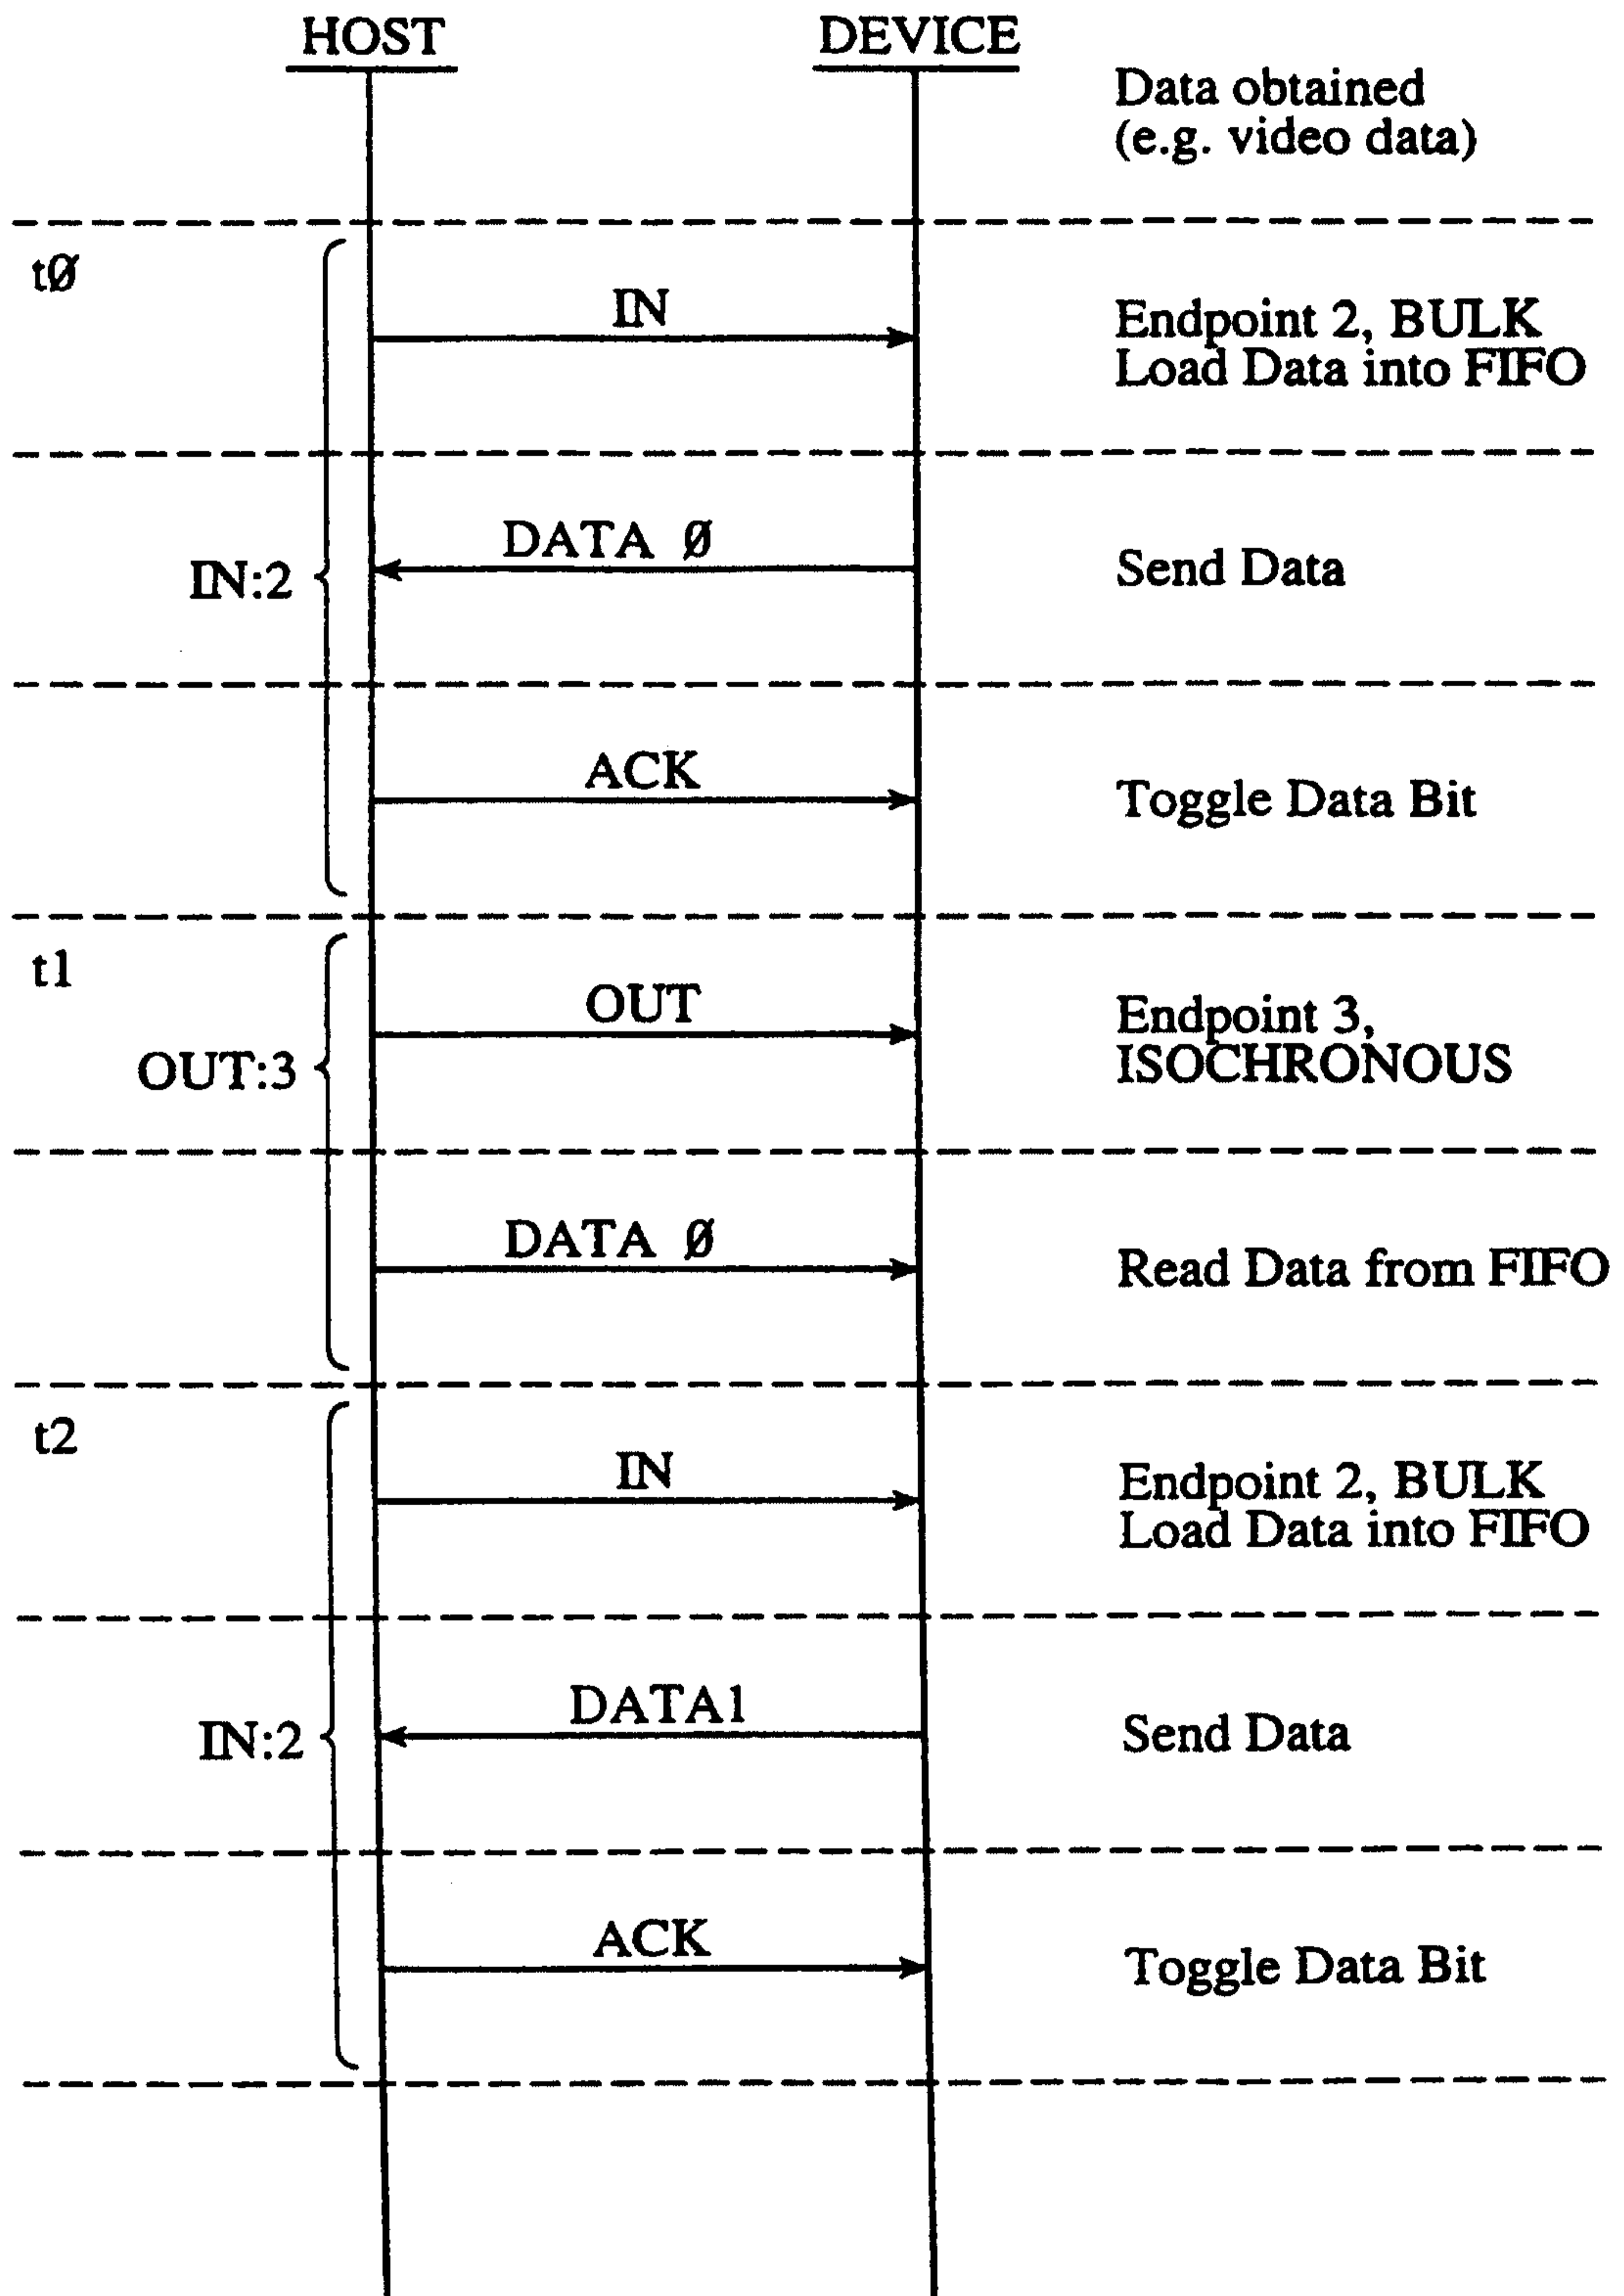 HOST
DEVICE
Data obtained
(e.g. video data)
tØ
IN
Endpoint 2, BULK
Load Data into FIFO
DATA Ø
IN:2
Send Data
ACK
Toggle Data Bit
t1
OUT
Endpoint 3,
ISOCHRONOUS
OUT:3
DATA Ø
Read Data from FIFO
t2
IN
Endpoint 2, BULK
Load Data into FIFO
DATA1
IN:2
Send Data
ACK
Toggle Data Bit